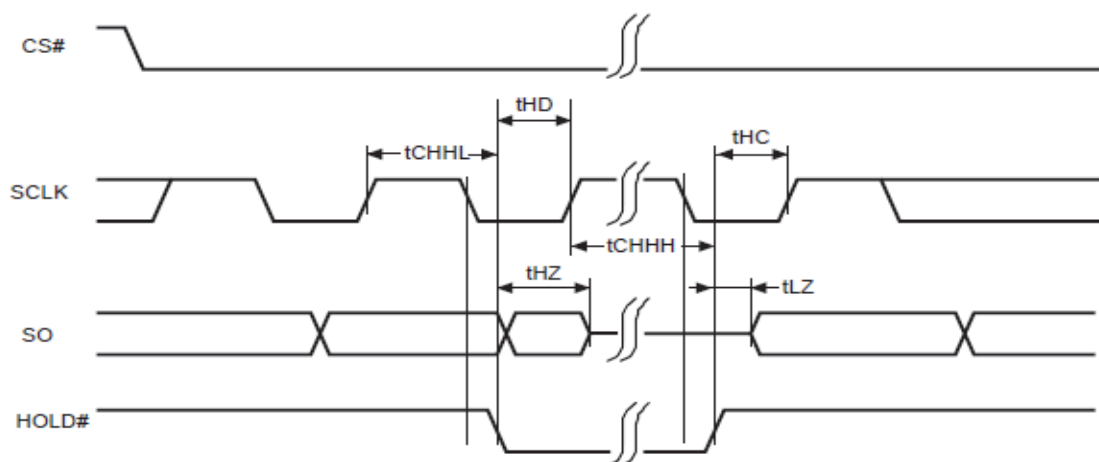 CS#
tHD
tHC
tCHHL
SCLK
tCHHH
tHZ
tLZ
SO
HOLD#